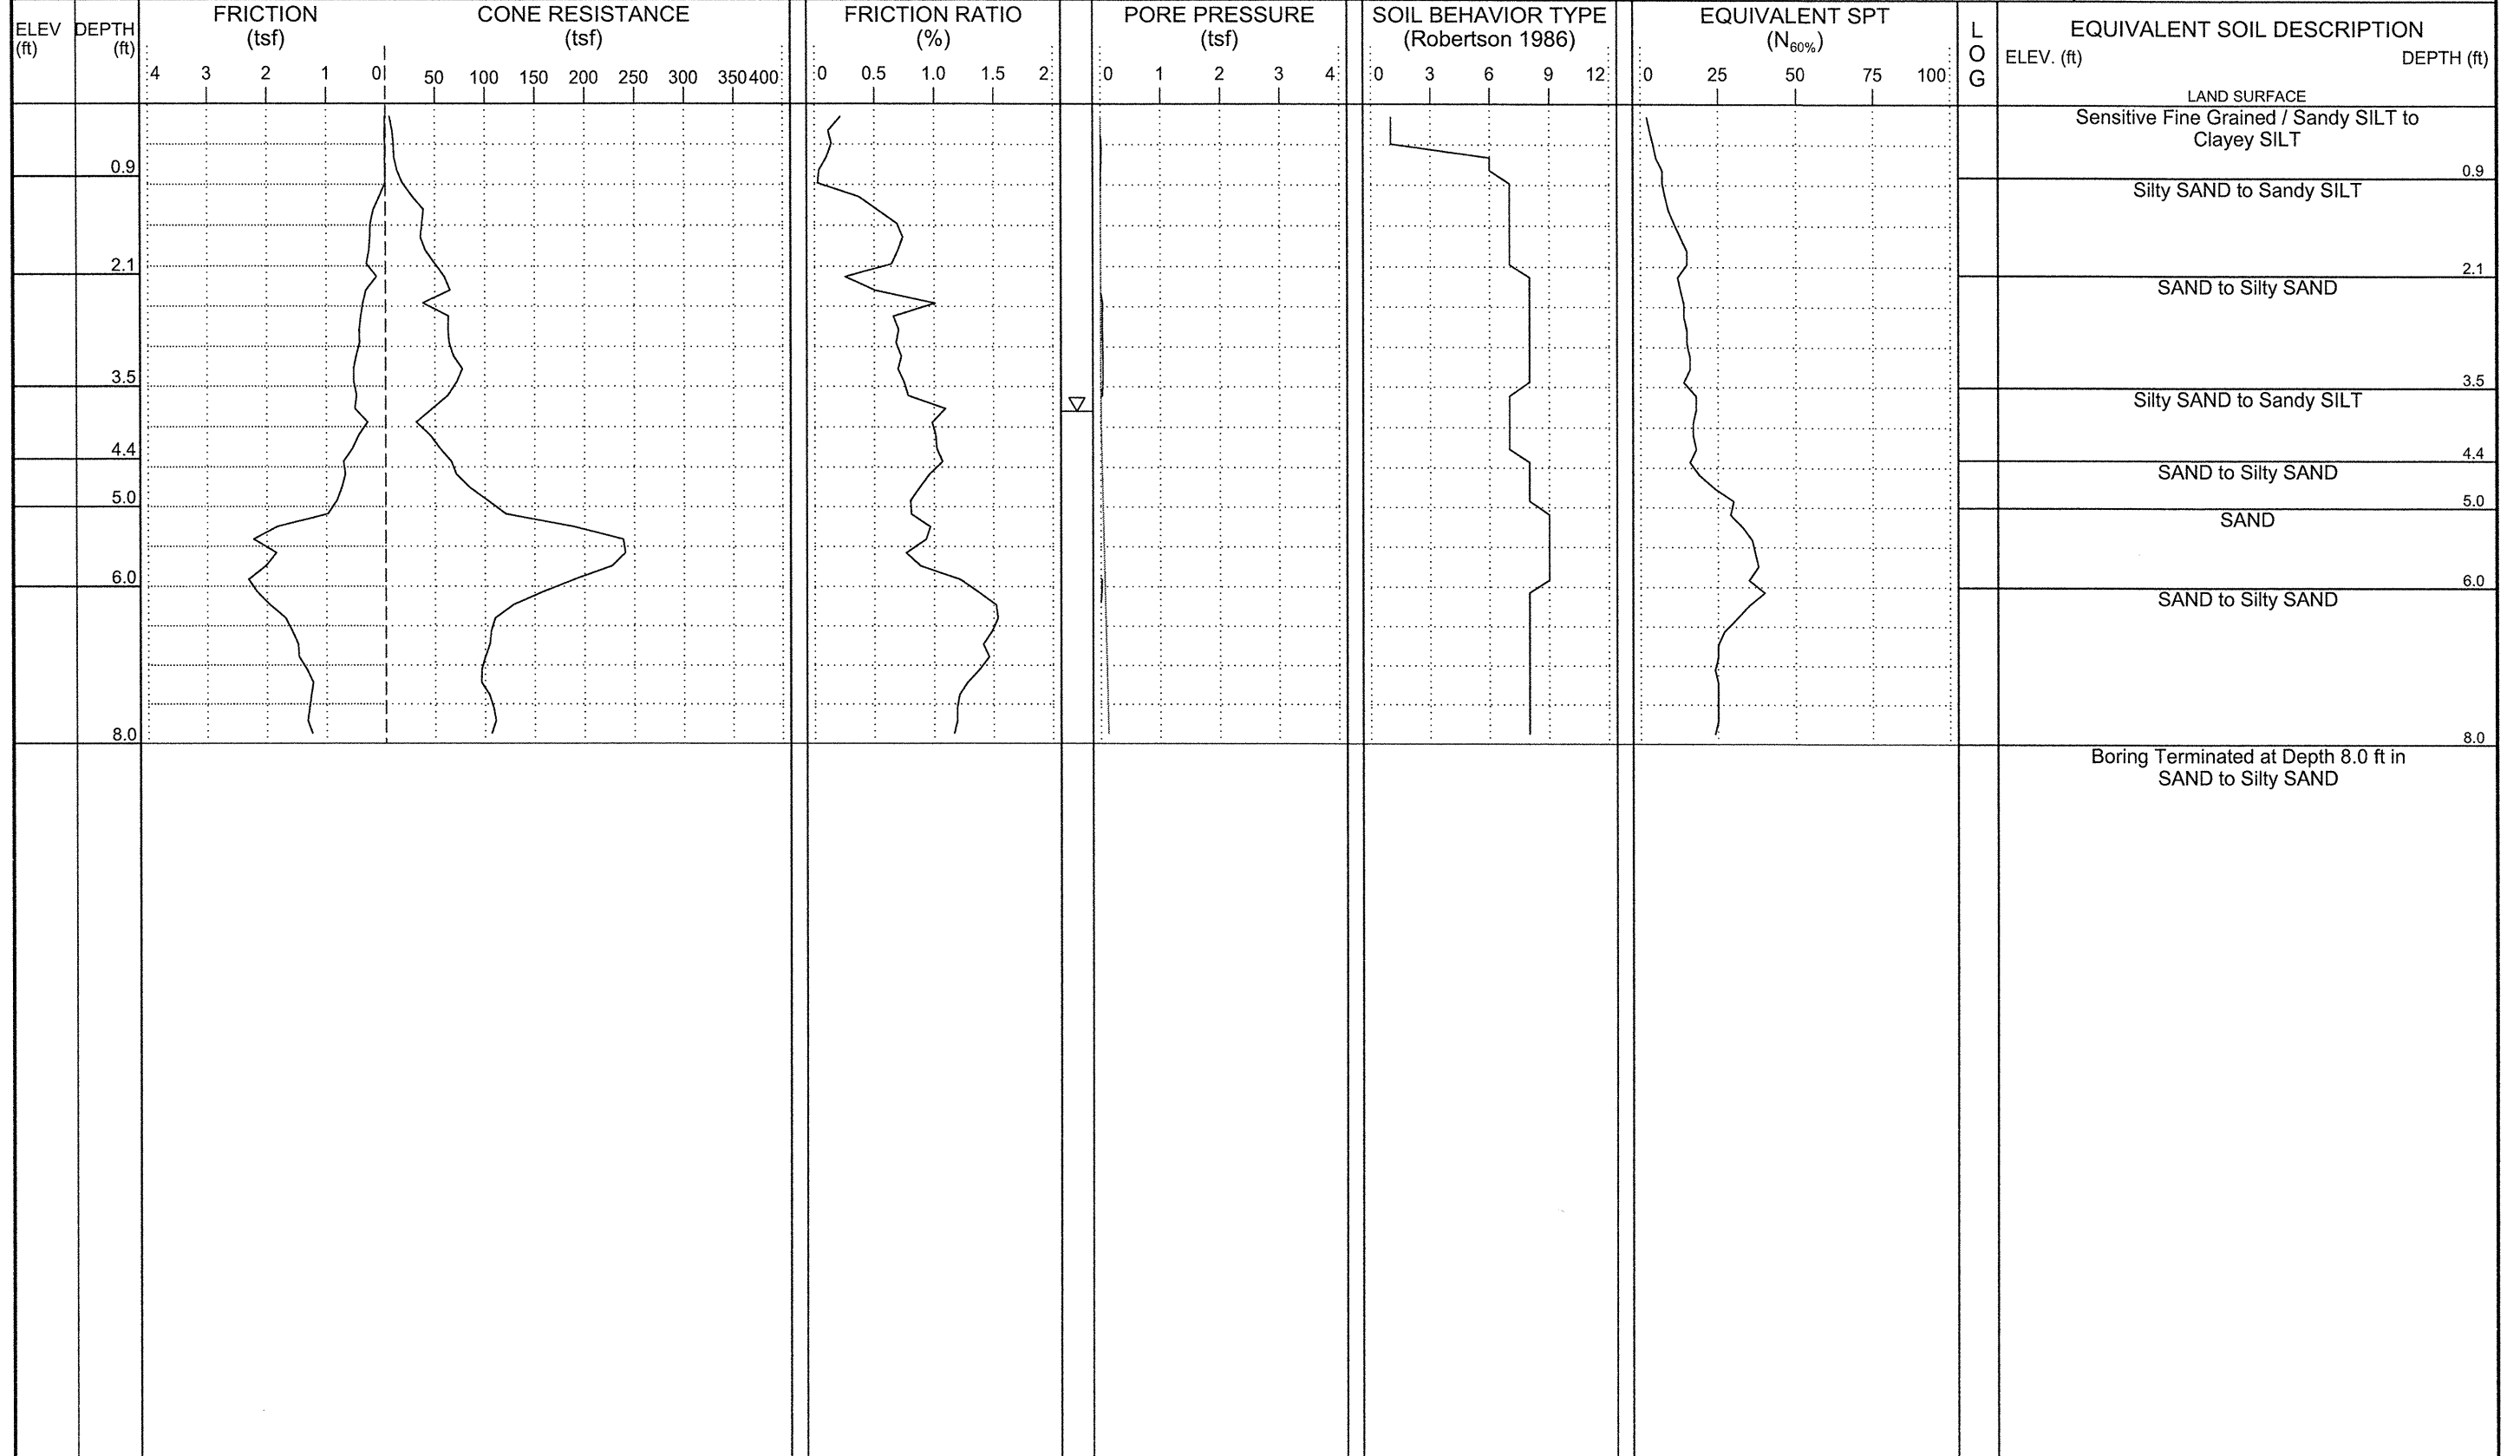 ELEV
(ft)
DEPTH
(ft)
FRICTION
(tsf)
4 3 2 1 0
CONE RESISTANCE
(tsf)
50 100 150 200 250 300 350 400
FRICTION RATIO
(%)
0 0.5 1.0 1.5 2
PORE PRESSURE
(tsf)
0 1 2 3 4
SOIL BEHAVIOR TYPE
(Robertson 1986)
0 3 6 9 12
EQUIVALENT SPT
(N60%)
0 25 50 75 100
L
O
G
EQUIVALENT SOIL DESCRIPTION
ELEV. (ft) DEPTH (ft)
LAND SURFACE
Sensitive Fine Grained / Sandy SILT to
Clayey SILT
0.9 0.9
Silty SAND to Sandy SILT
2.1 2.1
SAND to Silty SAND
3.5 3.5
Silty SAND to Sandy SILT
4.4 4.4
SAND to Silty SAND
5.0 5.0
SAND
6.0 6.0
SAND to Silty SAND
8.0 8.0
Boring Terminated at Depth 8.0 ft in
SAND to Silty SAND